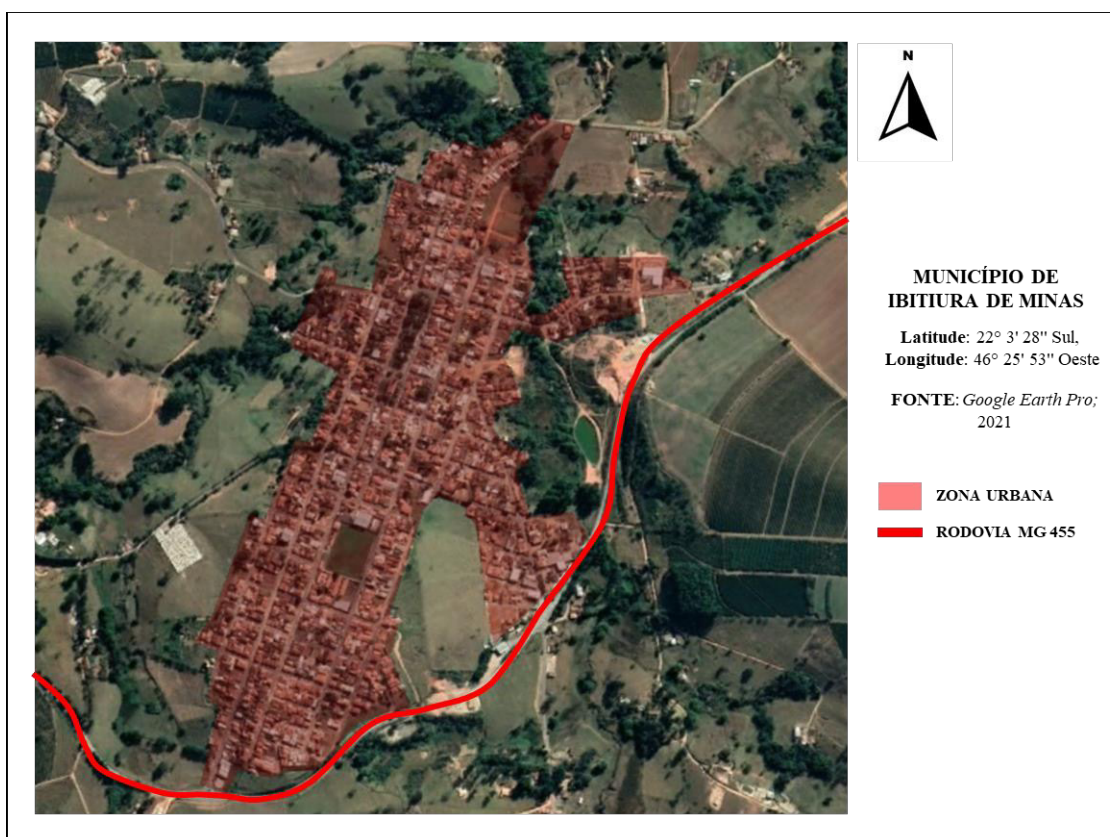 N
MUNICÍPIO DE
IBITIURA DE MINAS
Latitude: 22° 3' 28" Sul,
Longitude: 46° 25' 53" Oeste
FONTE: Google Earth Pro;
2021
ZONA URBANA
RODOVIA MG 455